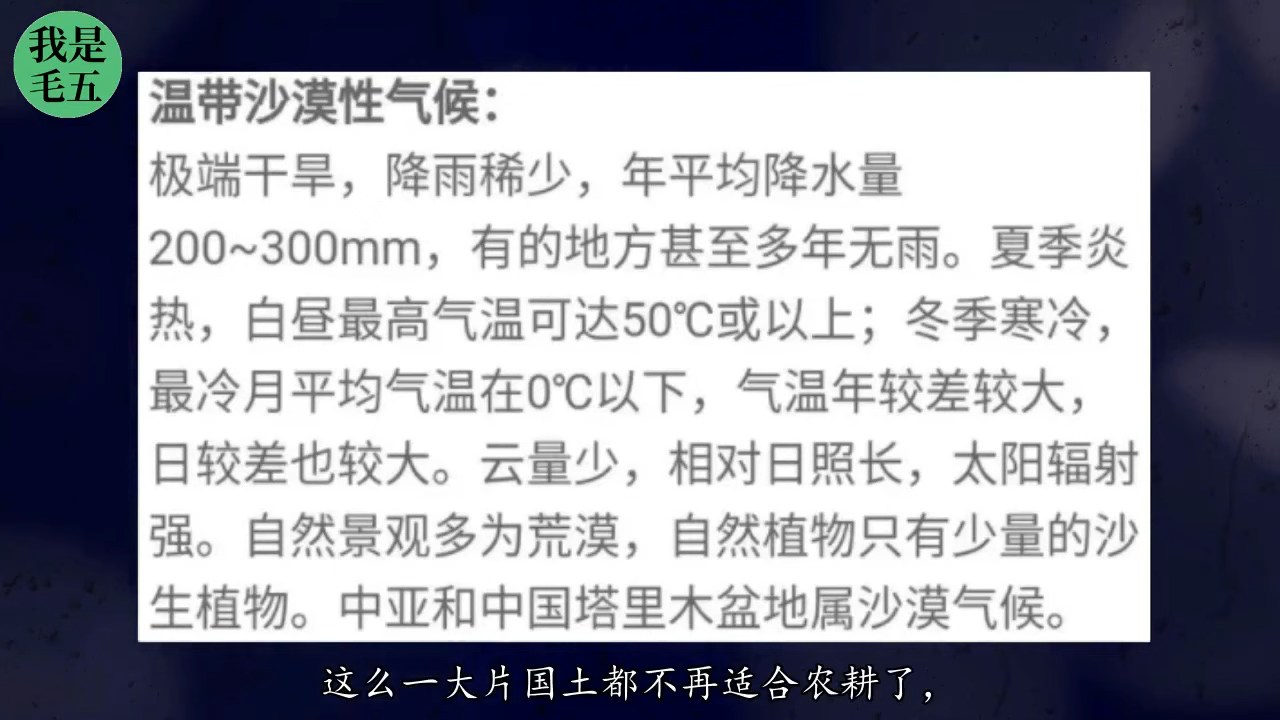 我是
毛五
温带沙漠性气候：
极端干旱，降雨稀少，年平均降水量
200~300mm，有的地方甚至多年无雨。夏季炎
热，白昼最高气温可达50℃或以上；冬季寒冷，
最冷月平均气温在0℃以下，气温年较差较大，
日较差也较大。云量少，相对日照长，太阳辐射
强。自然景观多为荒漠，自然植物只有少量的沙
生植物。中亚和中国塔里木盆地属沙漠气候。
这么一大片国土都不再适合农耕了，